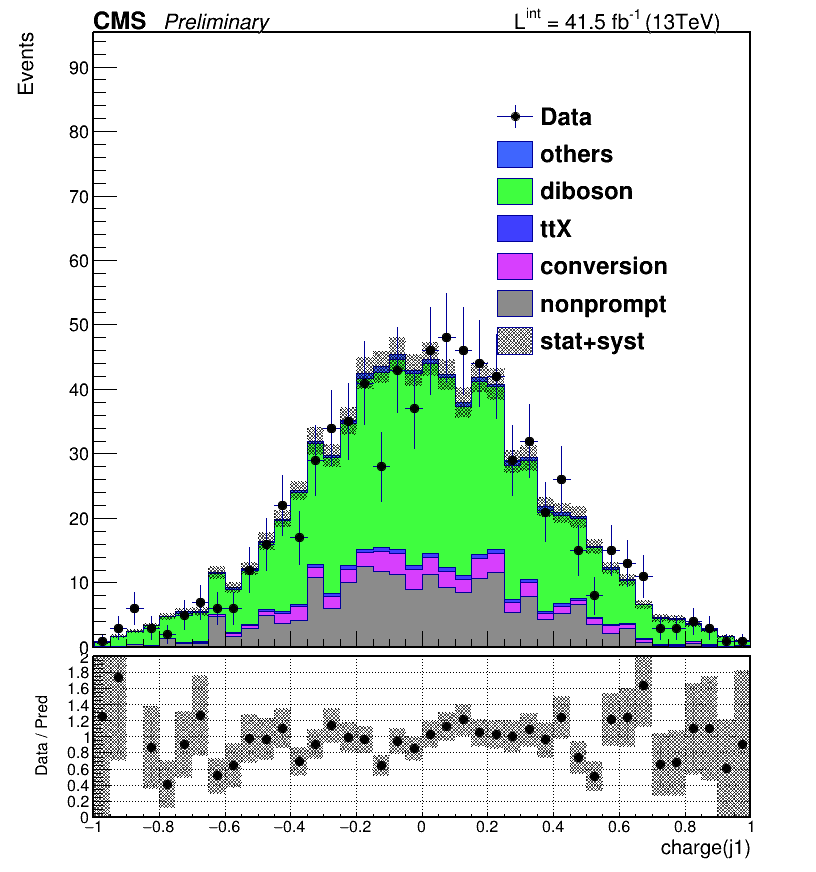 CMS Preliminary L^int = 41.5 fb^-1 (13TeV)
Events
90
80
70
60
50
40
30
20
10
0
Data
others
diboson
ttX
conversion
nonprompt
stat+syst
Data / Pred
2
1.8
1.6
1.4
1.2
1
0.8
0.6
0.4
0.2
0
−1 −0.8 −0.6 −0.4 −0.2 0 0.2 0.4 0.6 0.8 1
charge(j1)